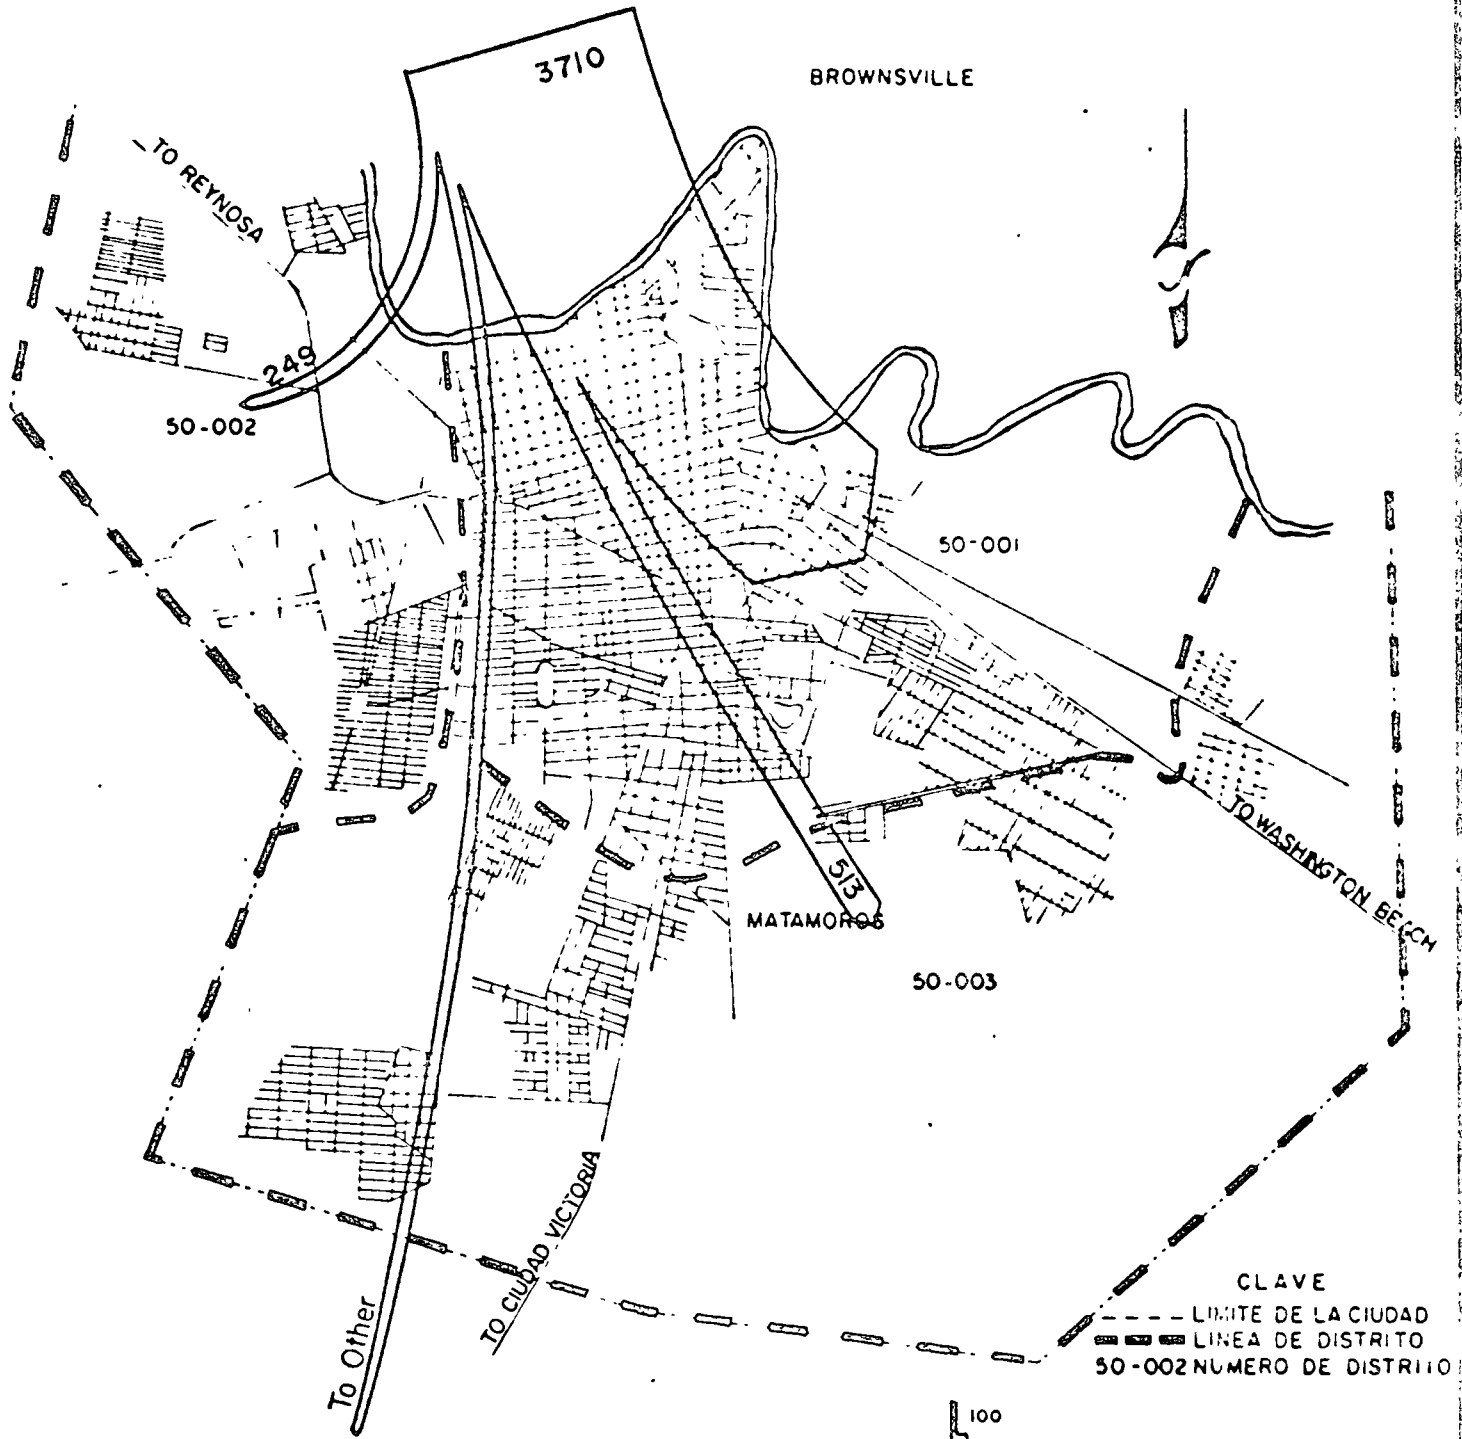 3710
BROWNSVILLE
TO REYNOSA
249
50-002
50-001
TO WASHINGTON BEACH
513
MATAMOROS
50-003
TO CIUDAD VICTORIA
To Other
CLAVE
LIMITE DE LA CIUDAD
LINEA DE DISTRITO
50-002 NUMERO DE DISTRITO
100